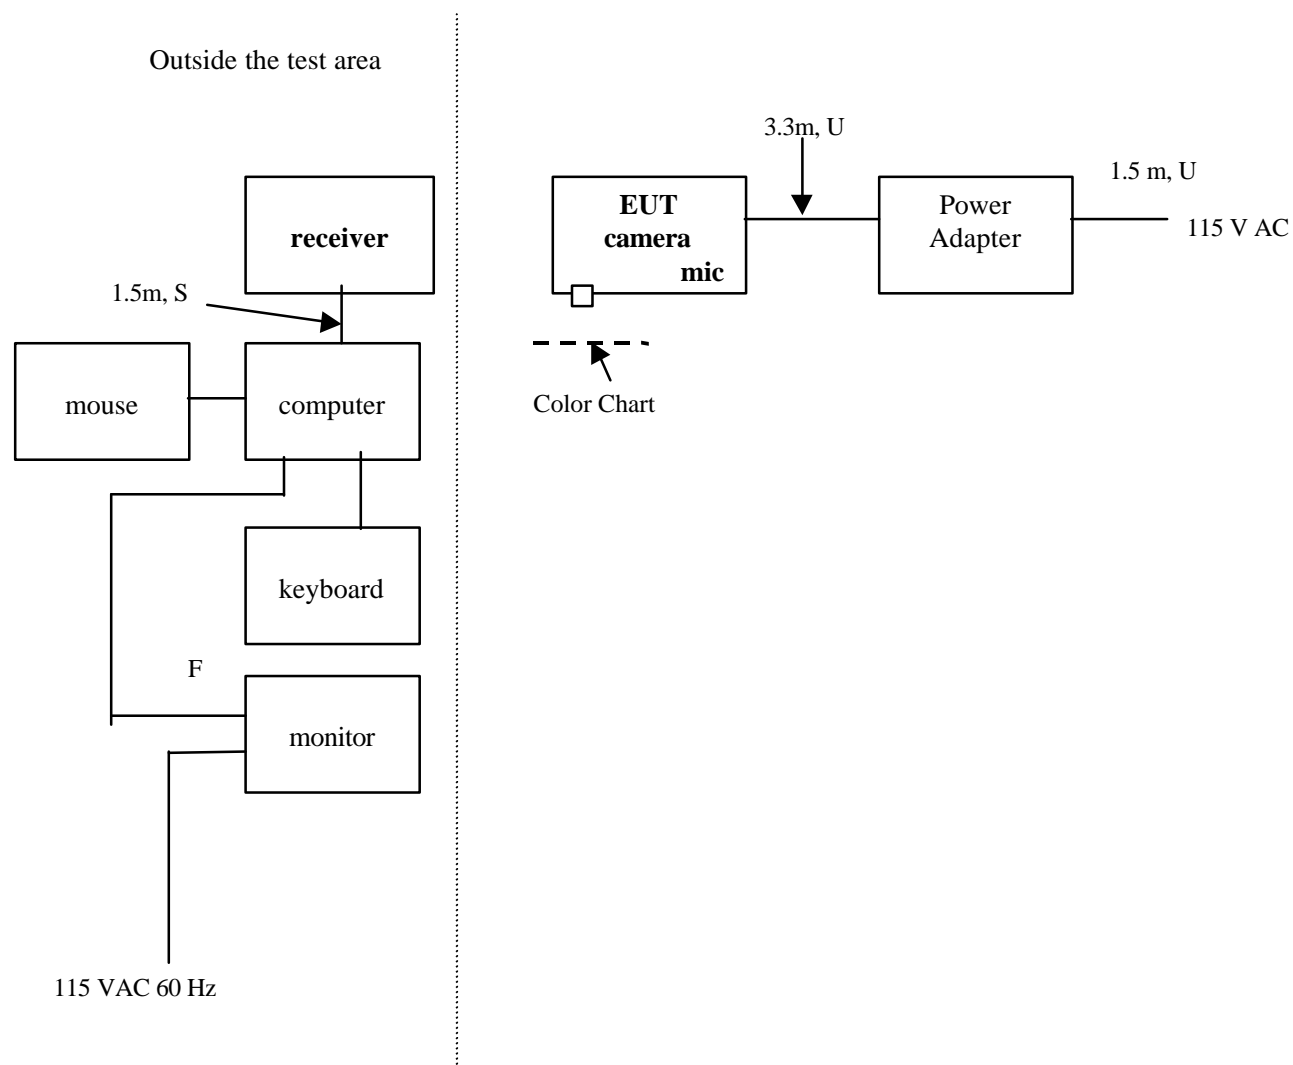 Outside the test area
3.3m, U
1.5 m, U
receiver
EUT
camera
mic
Power
Adapter
115 V AC
1.5m, S
mouse
computer
Color Chart
keyboard
F
monitor
115 VAC 60 Hz